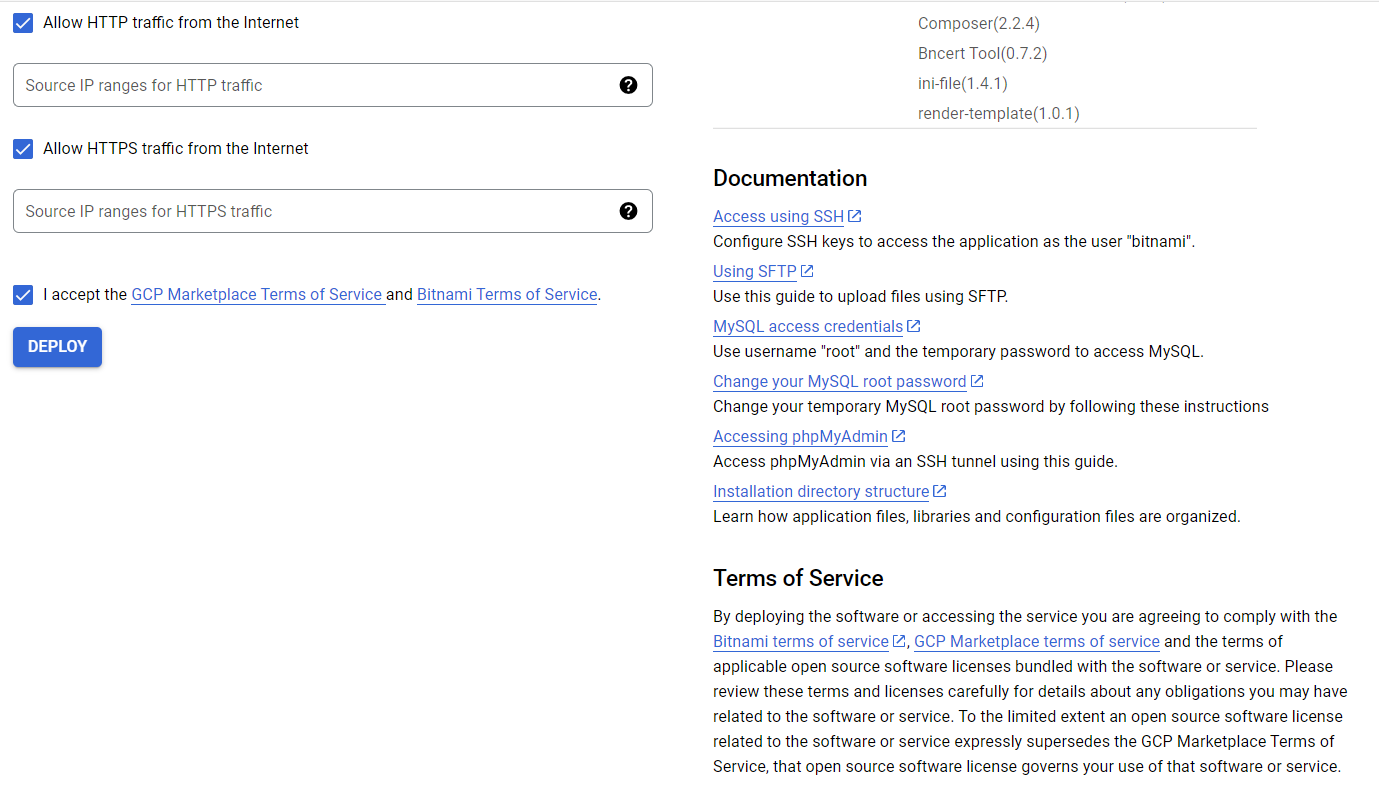 Allow HTTP traffic from the Internet
Source IP ranges for HTTP traffic
?
Allow HTTPS traffic from the Internet
Source IP ranges for HTTPS traffic
?
I accept the GCP Marketplace Terms of Service and Bitnami Terms of Service.
DEPLOY
Composer(2.2.4)
Bncert Tool(0.7.2)
ini-file(1.4.1)
render-template(1.0.1)
Documentation
Access using SSH
Configure SSH keys to access the application as the user "bitnami".
Using SFTP
Use this guide to upload files using SFTP.
MySQL access credentials
Use username "root" and the temporary password to access MySQL.
Change your MySQL root password
Change your temporary MySQL root password by following these instructions
Accessing phpMyAdmin
Access phpMyAdmin via an SSH tunnel using this guide.
Installation directory structure
Learn how application files, libraries and configuration files are organized.
Terms of Service
By deploying the software or accessing the service you are agreeing to comply with the
Bitnami terms of service, GCP Marketplace terms of service and the terms of
applicable open source software licenses bundled with the software or service. Please
review these terms and licenses carefully for details about any obligations you may have
related to the software or service. To the limited extent an open source software license
related to the software or service expressly supersedes the GCP Marketplace Terms of
Service, that open source software license governs your use of that software or service.